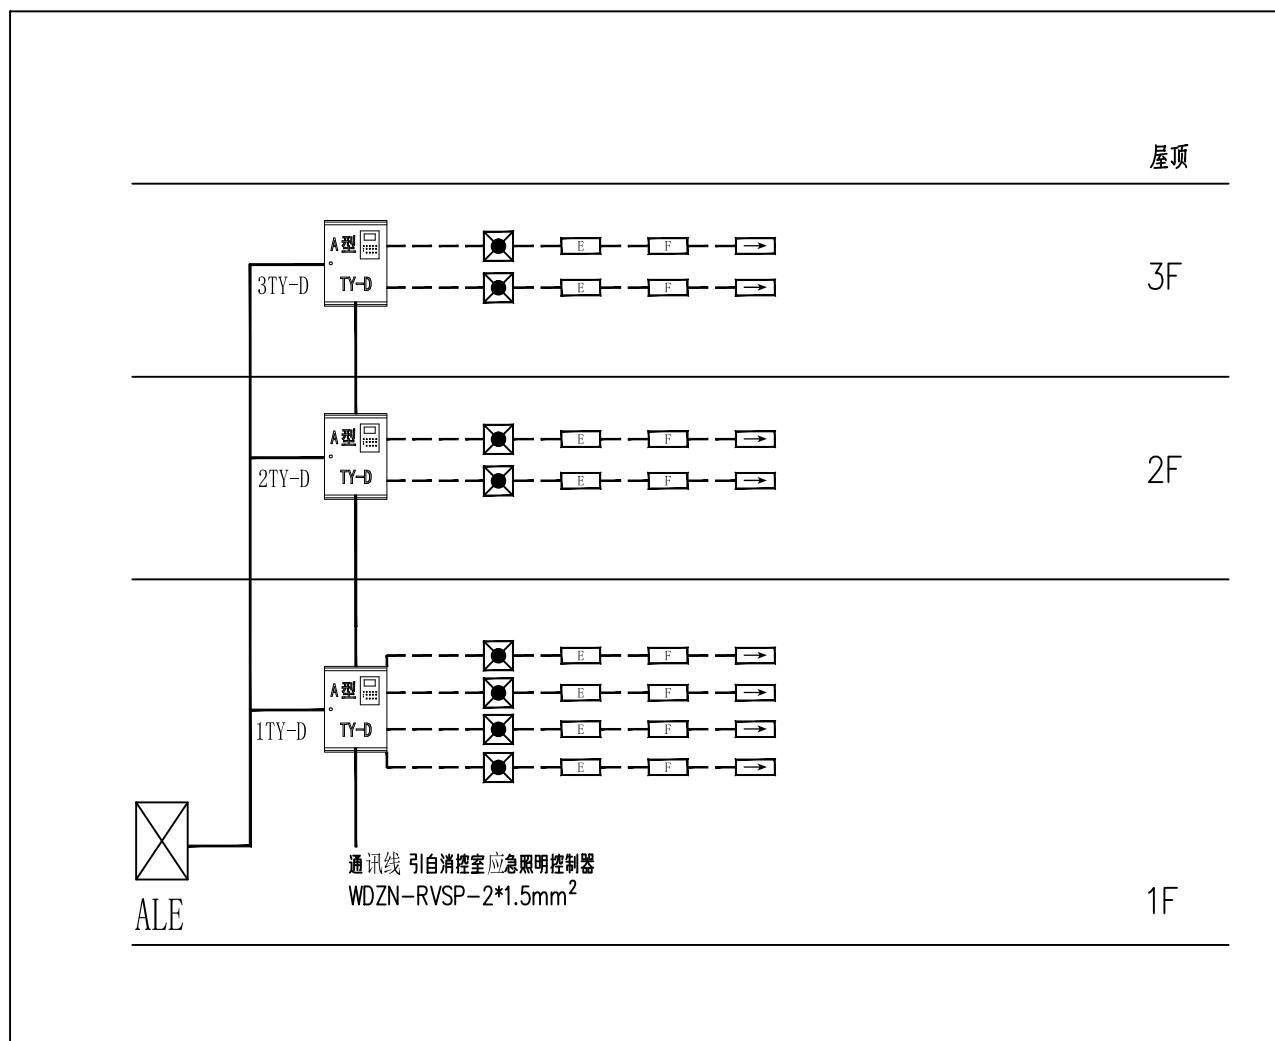 屋顶
A型
E F
3TY-D
TY-D
E F
3F
A型
E F
2TY-D
TY-D
E F
2F
E F
A型
E F
1TY-D
TY-D
E F
E F
通讯线 引自消控室应急照明控制器
WDZN-RVSP-2*1.5mm²
ALE
1F